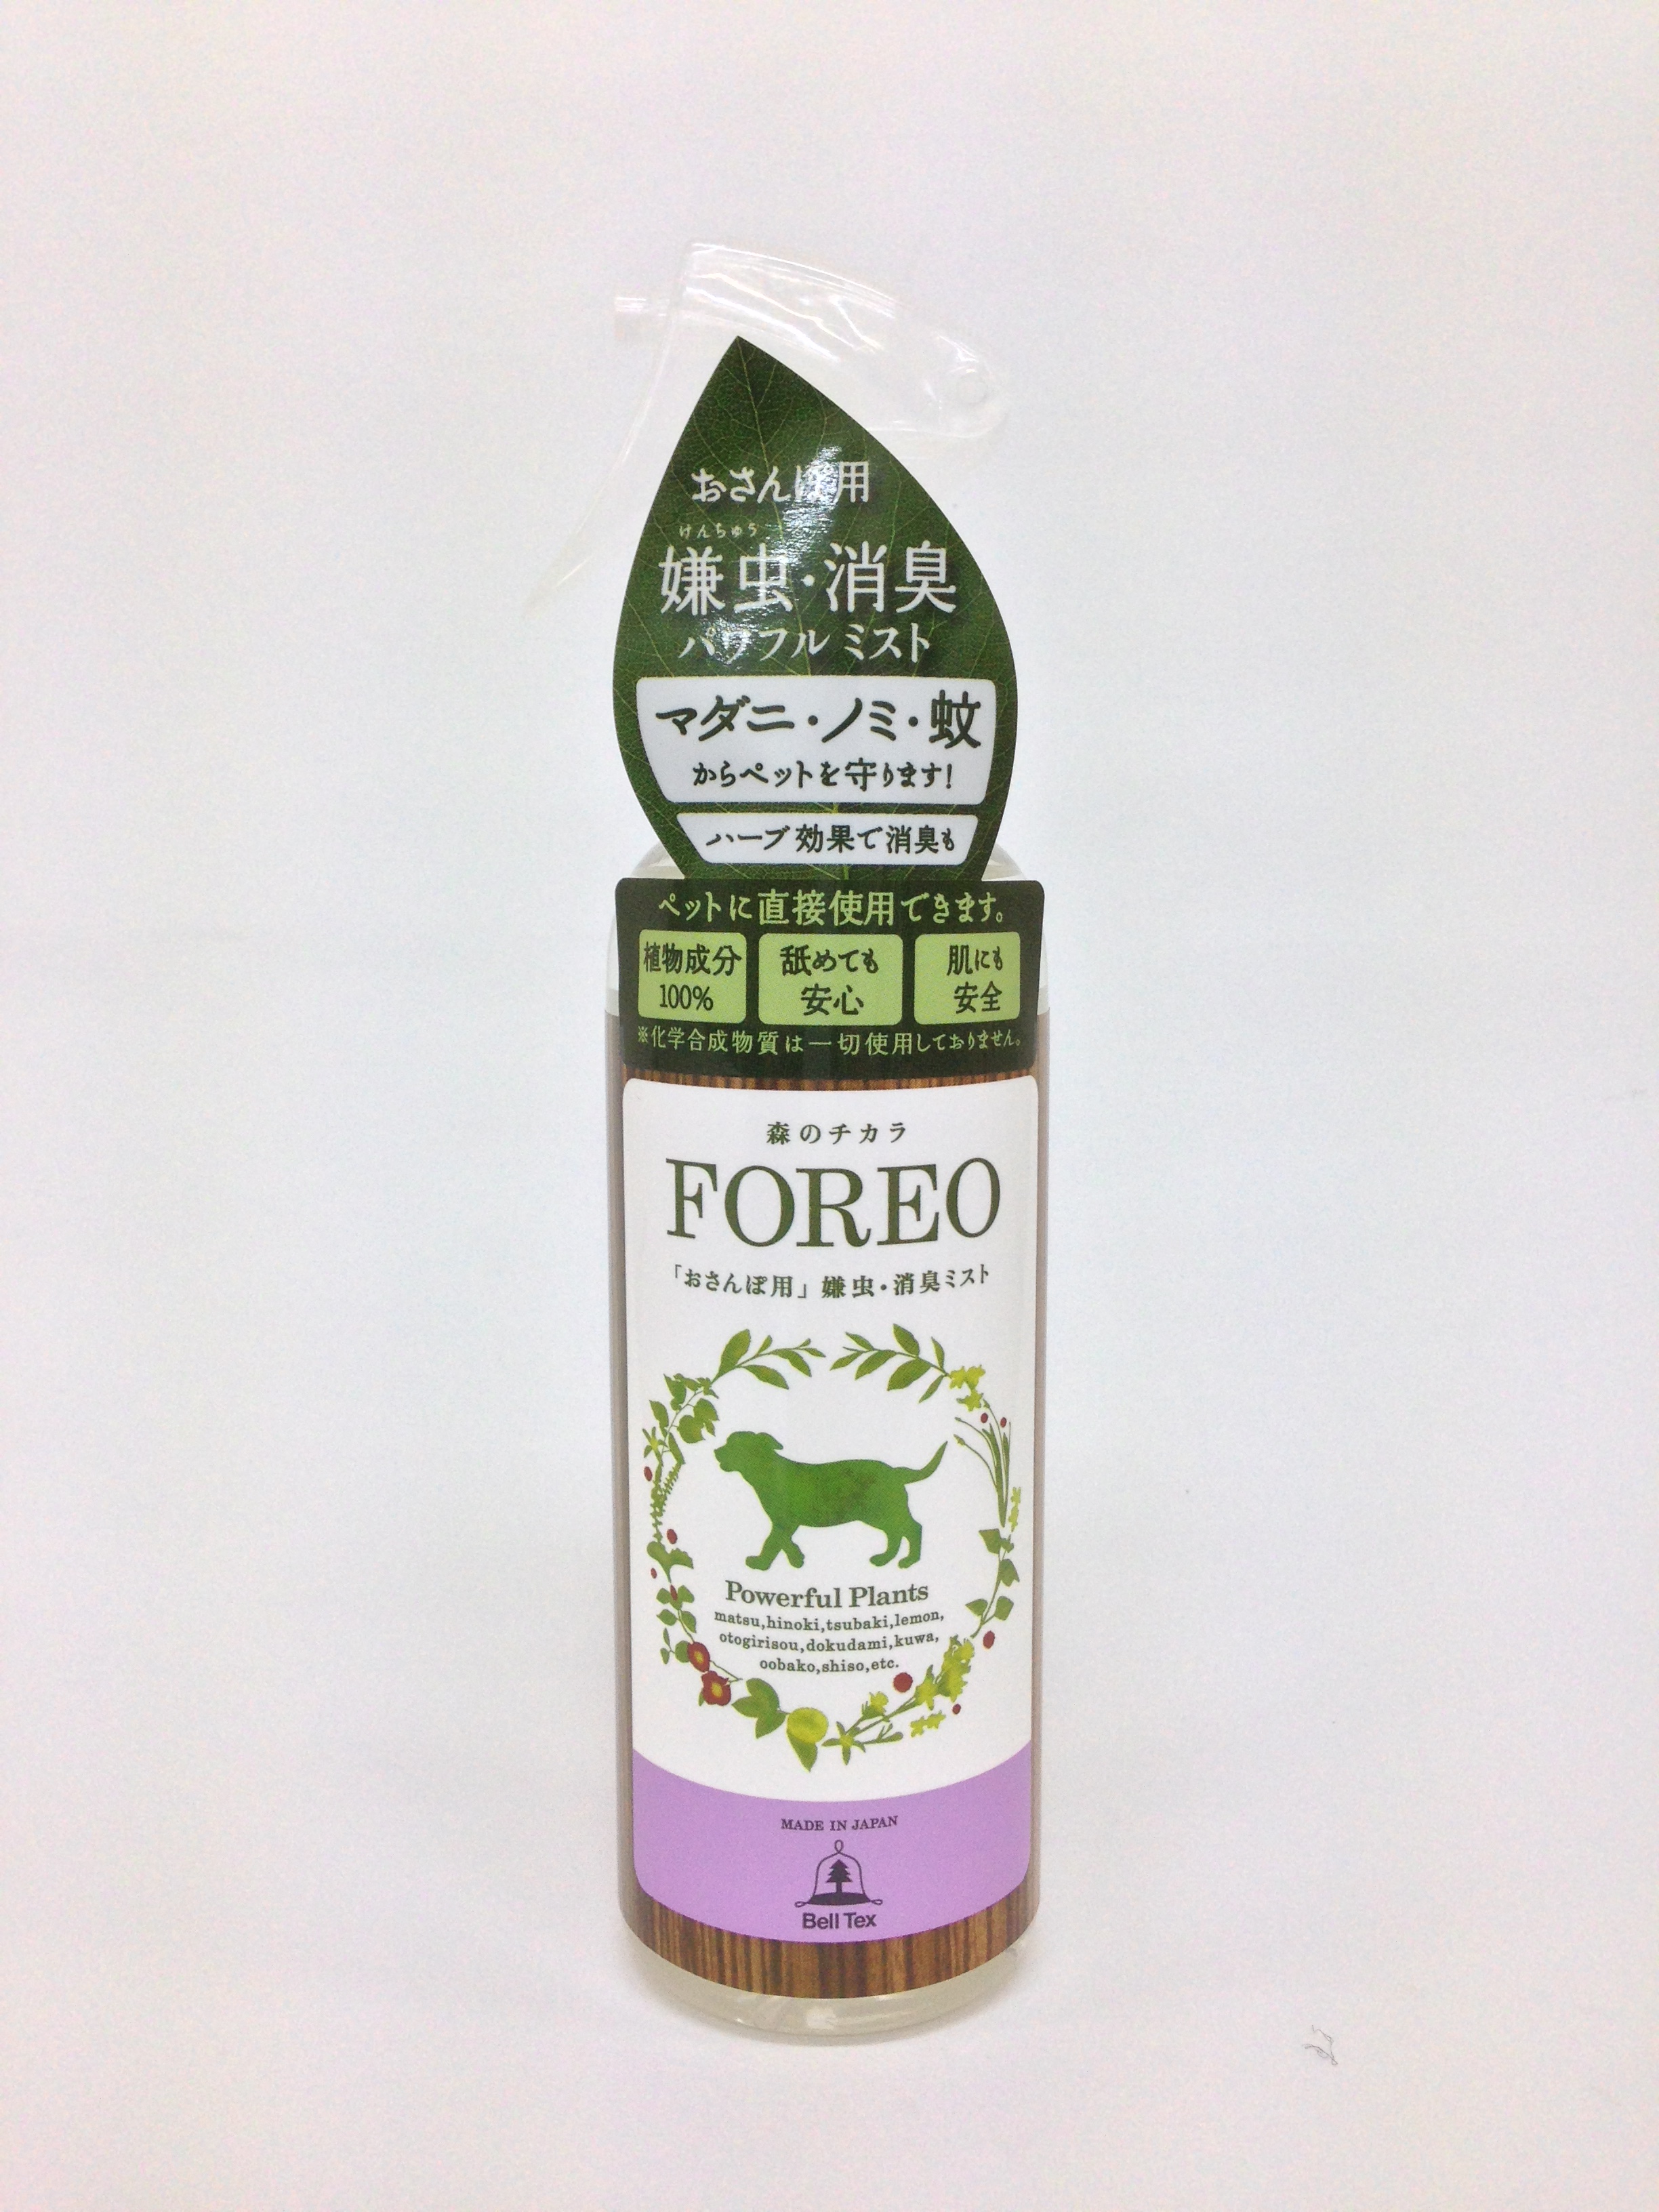 おさんぽ用
けんちゅう
嫌虫・消臭
パワフルミスト
マダニ・ノミ・蚊
からペットを守ります!
ハーブ効果で消臭も
ペットに直接使用できます。
植物成分
100%
舐めても
安心
肌にも
安全
※化学合成物質は一切使用しておりません。
森のチカラ
FOREO
「おさんぽ用」嫌虫・消臭ミスト
Powerful Plants
matsu,hinoki,tsubaki,lemon,
otogirisou,dokudami,kuwa,
oobako,shiso,etc.
MADE IN JAPAN
Bell Tex